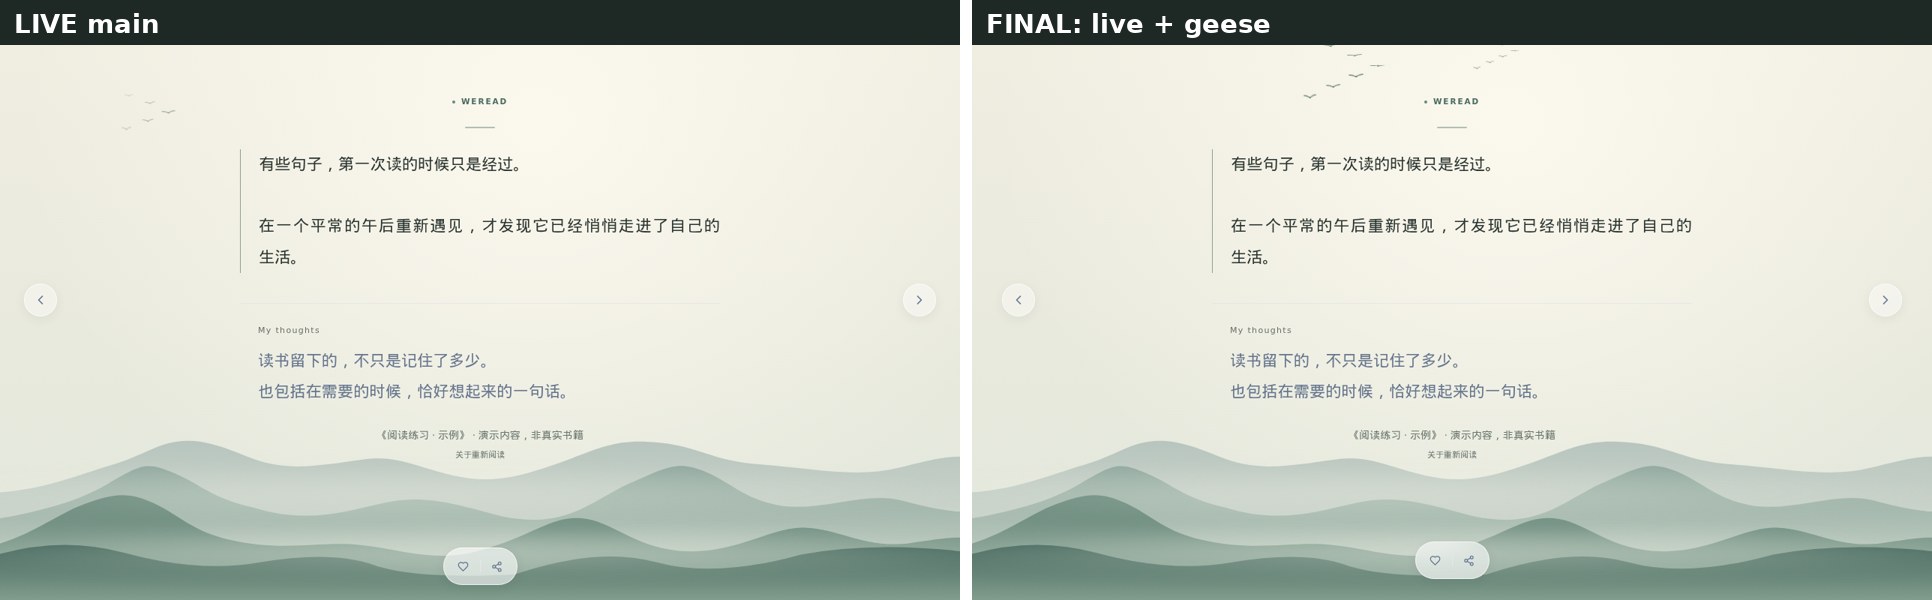 LIVE main
• WEREAD
有些句子，第一次读的时候只是经过。
在一个平常的午后重新遇见，才发现它已经悄悄走进了自己的
生活。
My thoughts
读书留下的，不只是记住了多少。
也包括在需要的时候，恰好想起来的一句话。
《阅读练习 · 示例》 · 演示内容，非真实书籍
关于重新阅读
FINAL: live + geese
• WEREAD
有些句子，第一次读的时候只是经过。
在一个平常的午后重新遇见，才发现它已经悄悄走进了自己的
生活。
My thoughts
读书留下的，不只是记住了多少。
也包括在需要的时候，恰好想起来的一句话。
《阅读练习 · 示例》 · 演示内容，非真实书籍
关于重新阅读